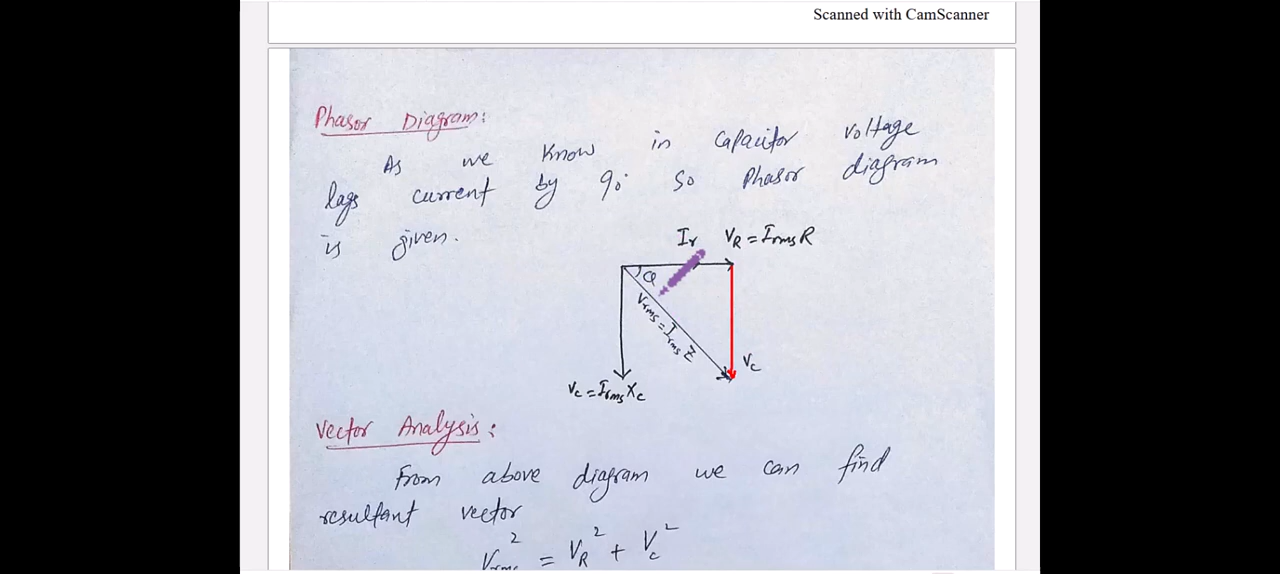 Scanned with CamScanner
Phasor Diagram:
As we know in capacitor voltage
lags current by 90° so Phasor diagram
is given.
Ir VR = IrmsR
φ
Vrms = Irms Z
Vc
Vc = Irms Xc
Vector Analysis:
From above diagram we can find
resultant vector
Vrms² = VR² + Vc²